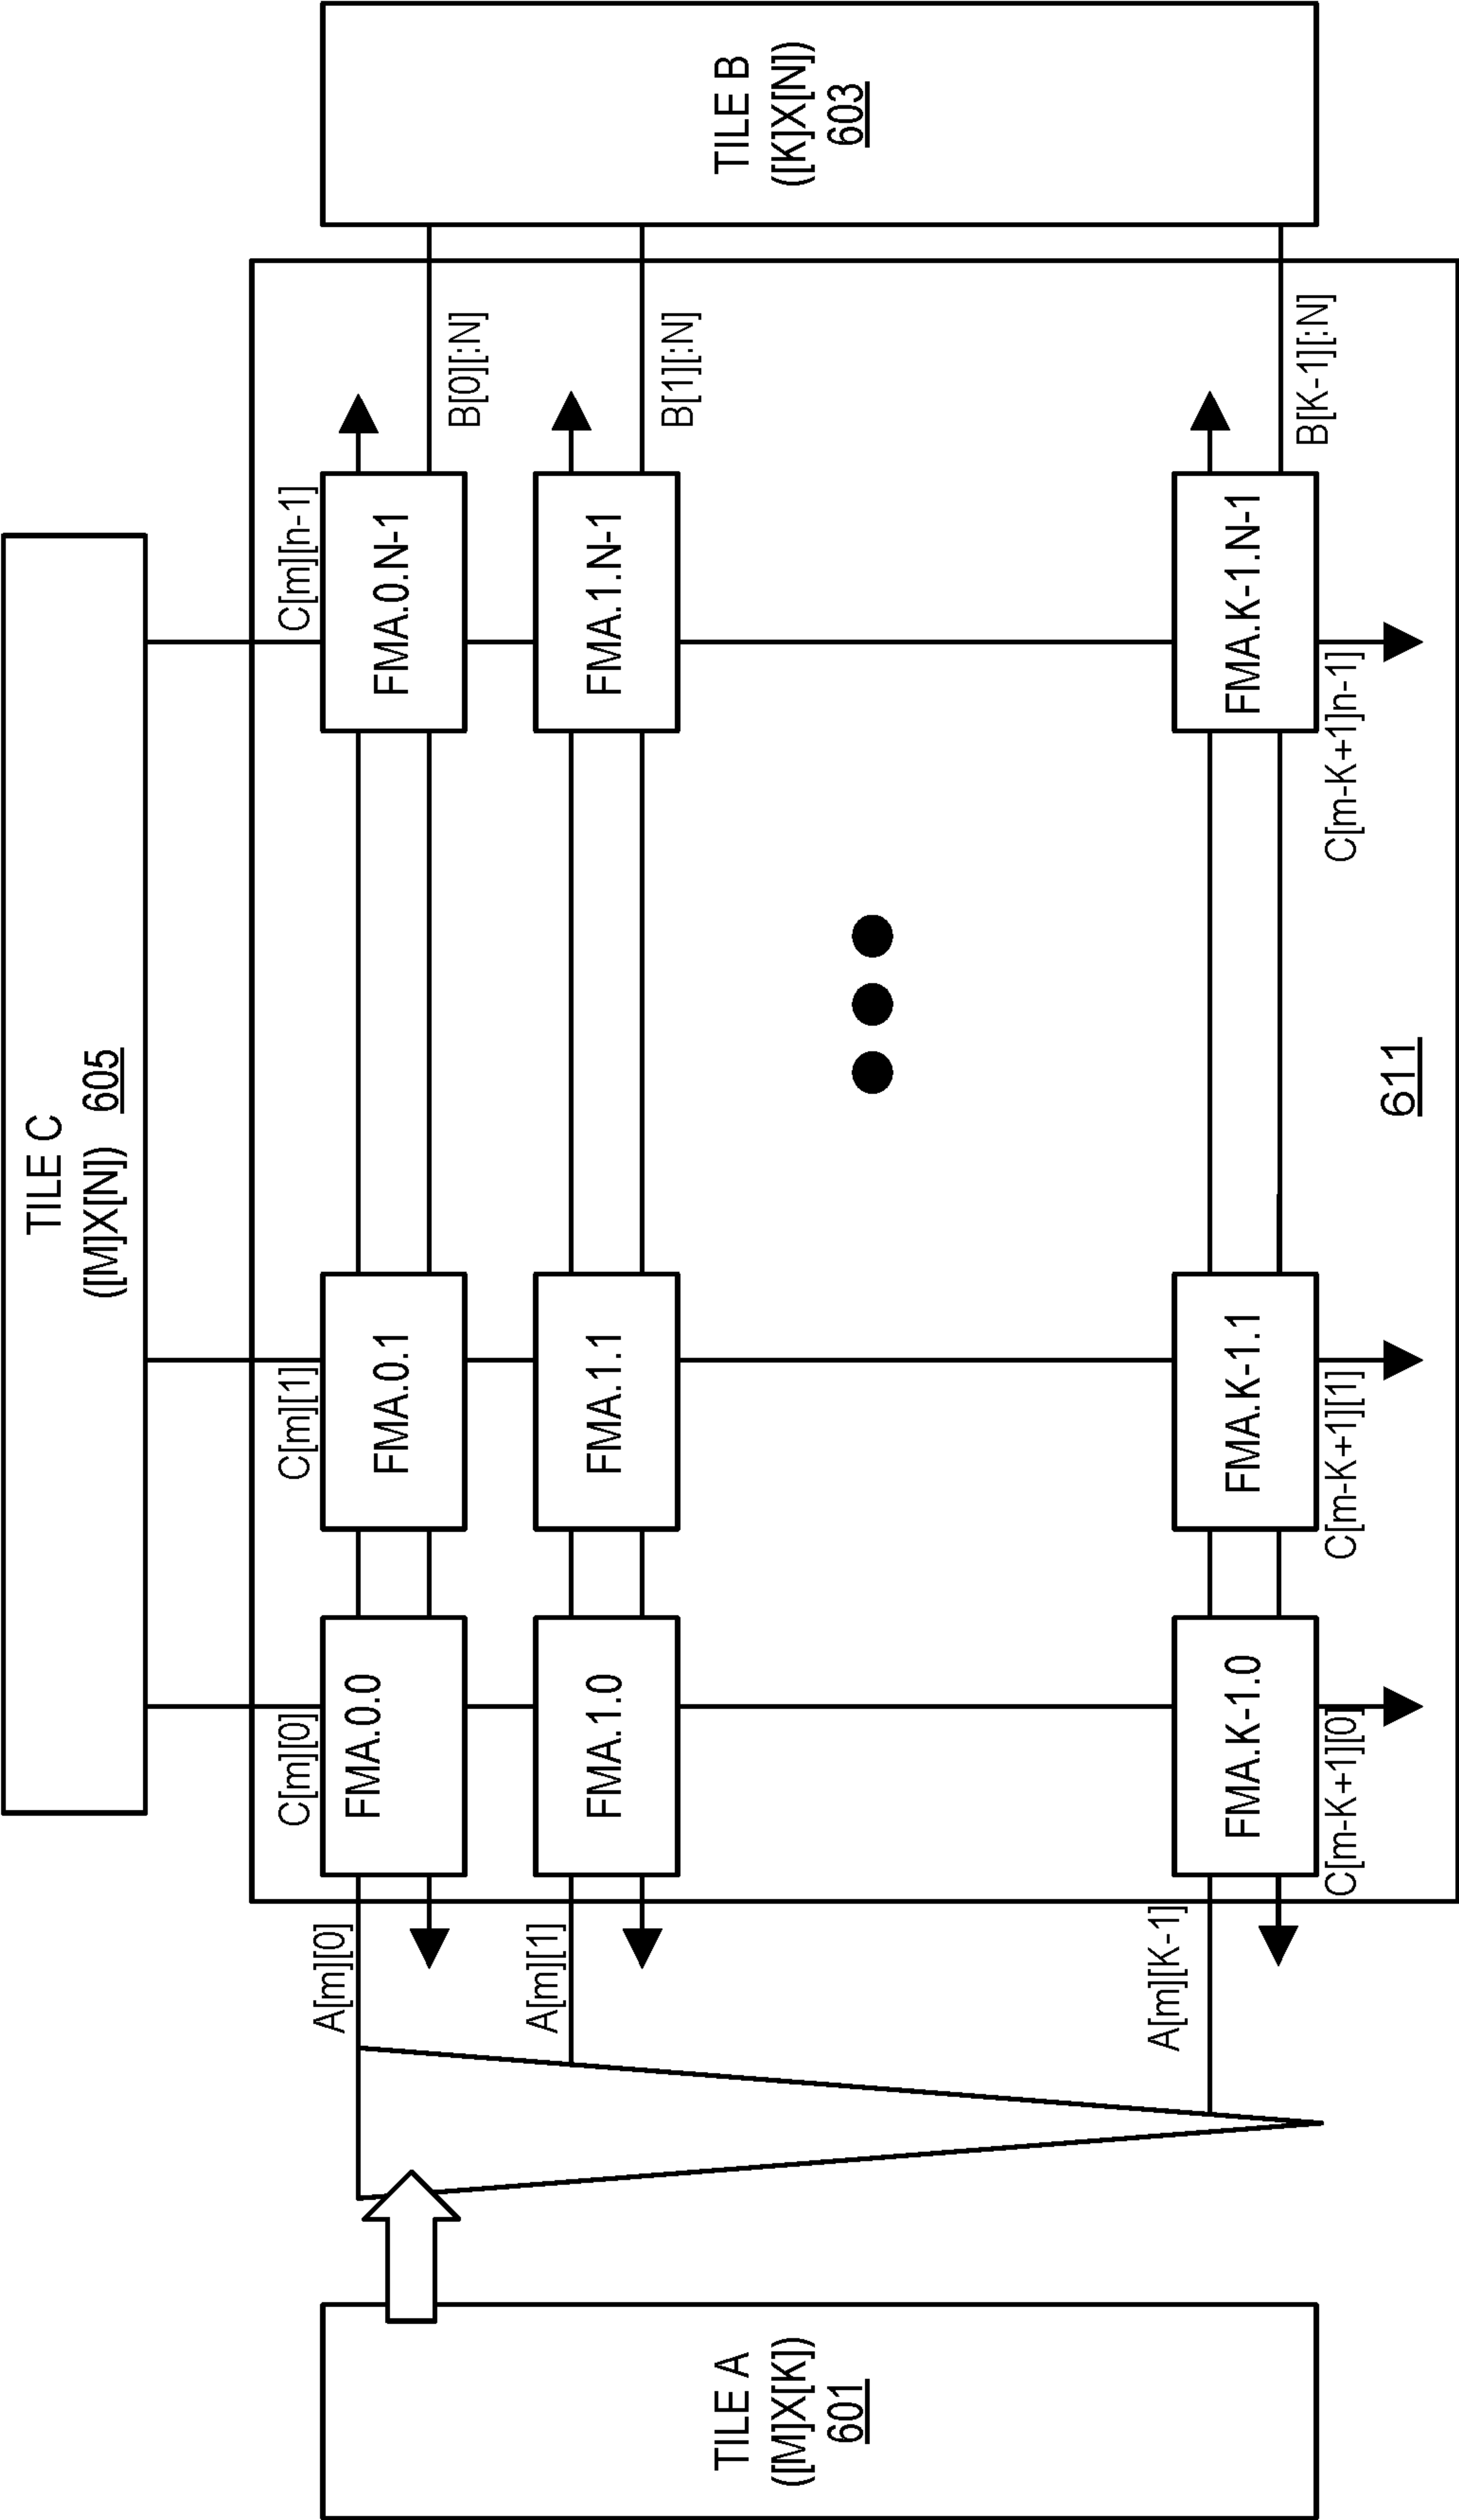 TILE C
([M]X[N]) 605
C[m][0]
C[m][1]
C[m][n-1]
A[m][0]
FMA.0.0
FMA.0.1
FMA.0.N-1
B[0][:N]
A[m][1]
FMA.1.0
FMA.1.1
FMA.1.N-1
B[1][:N]
TILE A
([M]X[K])
601
TILE B
([K]X[N])
603
A[m][K-1]
FMA.K-1.0
FMA.K-1.1
FMA.K-1.N-1
B[K-1][:N]
C[m-K+1][0]
C[m-K+1][1]
C[m-K+1]n-1]
611